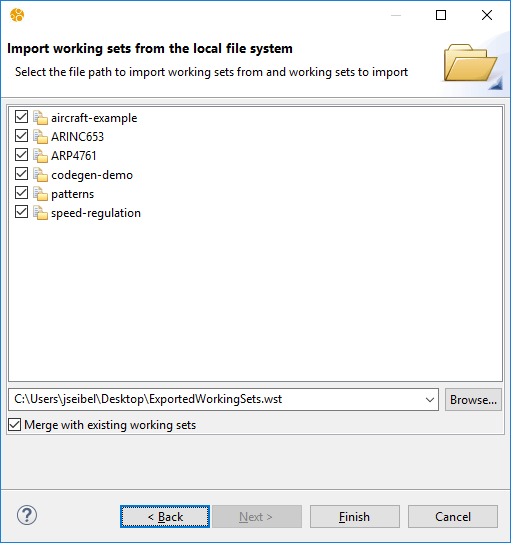 Import working sets from the local file system
Select the file path to import working sets from and working sets to import
aircraft-example
ARINC653
ARP4761
codegen-demo
patterns
speed-regulation
C:\Users\jseibel\Desktop\ExportedWorkingSets.wst
Browse...
Merge with existing working sets
?
< Back
Next >
Finish
Cancel